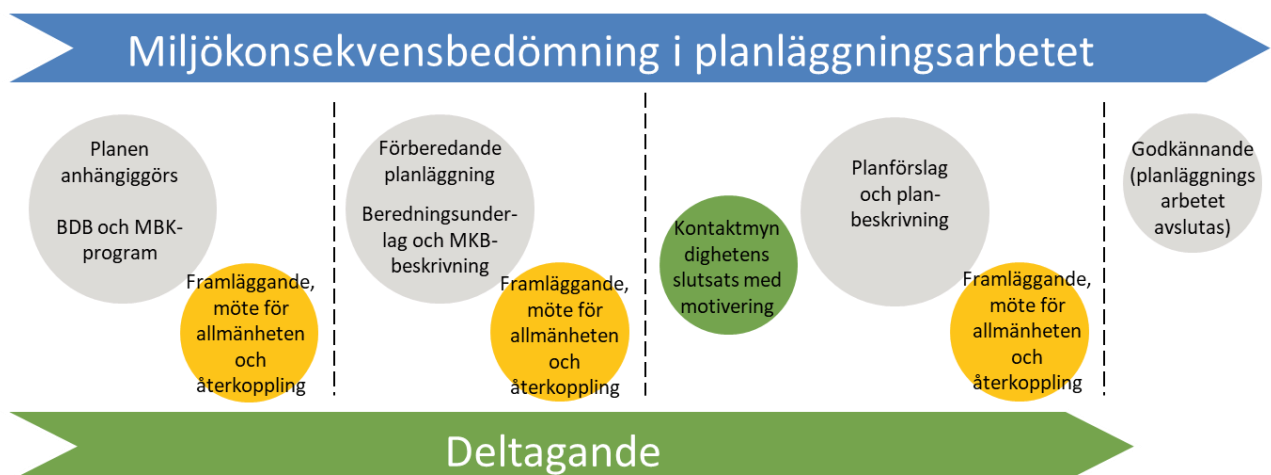 Miljökonsekvensbedömning i planläggningsarbetet
Planen
anhängiggörs
BDB och MBK-
program
Framläggande,
möte för
allmänheten
och
återkoppling
Förberedande
planläggning
Beredningsunder-
lag och MKB-
beskrivning
Framläggande,
möte för
allmänheten
och
återkoppling
Kontaktmyn
dighetens
slutsats med
motivering
Planförslag
och plan-
beskrivning
Framläggande,
möte för
allmänheten
och
återkoppling
Godkännande
(planläggnings
arbetet
avslutas)
Deltagande